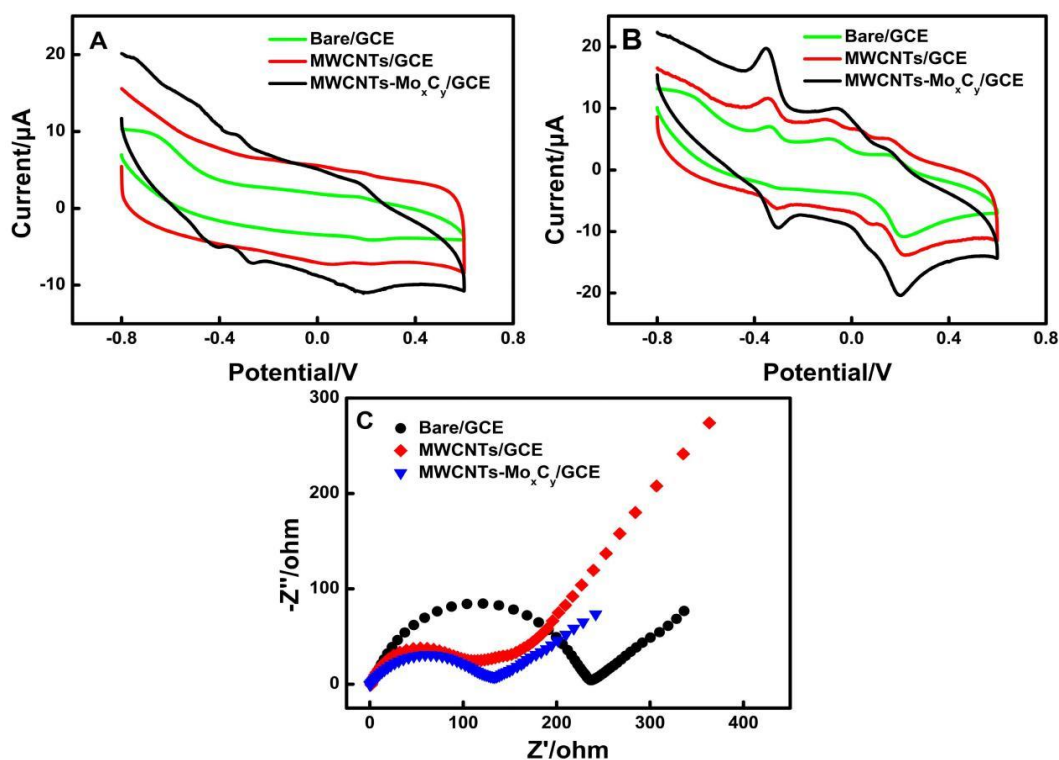 A
Bare/GCE
MWCNTs/GCE
MWCNTs-MoxCy/GCE
20
10
0
-10
Current/μA
-0.8 -0.4 0.0 0.4 0.8
Potential/V
B
Bare/GCE
MWCNTs/GCE
MWCNTs-MoxCy/GCE
20
10
0
-10
-20
Current/μA
-0.8 -0.4 0.0 0.4 0.8
Potential/V
C
Bare/GCE
MWCNTs/GCE
MWCNTs-MoxCy/GCE
300
200
100
0
-Z''/ohm
0 100 200 300 400
Z'/ohm